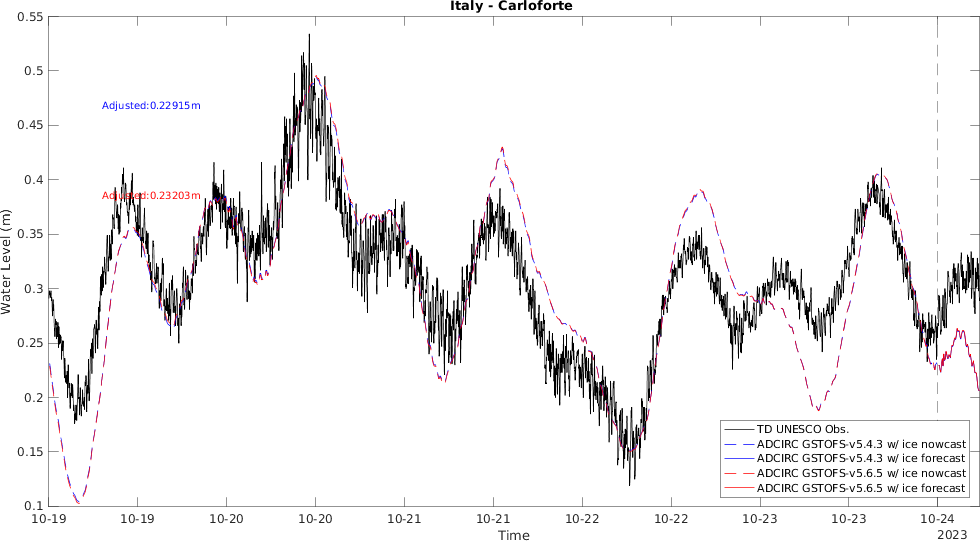 Italy - Carloforte
0.55
0.5
0.45
0.4
0.35
0.3
0.25
0.2
0.15
0.1
Water Level (m)
Adjusted:0.22915m
Adjusted:0.23203m
TD UNESCO Obs.
ADCIRC GSTOFS-v5.4.3 w/ ice nowcast
ADCIRC GSTOFS-v5.4.3 w/ ice forecast
ADCIRC GSTOFS-v5.6.5 w/ ice nowcast
ADCIRC GSTOFS-v5.6.5 w/ ice forecast
10-19 10-19 10-20 10-20 10-21 10-21 10-22 10-22 10-23 10-23 10-24
2023
Time